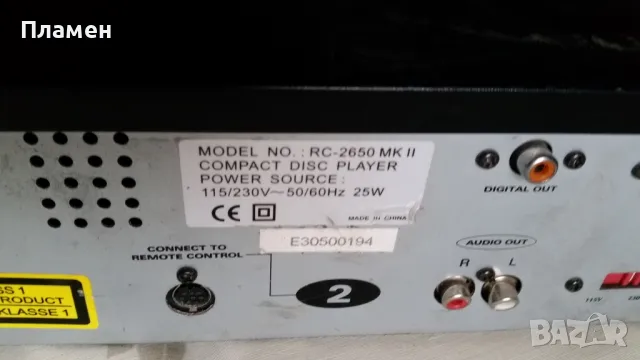 Пламен
MODEL NO. : RC-2650 MK II
COMPACT DISC PLAYER
POWER SOURCE :
115/230V~50/60Hz 25W
CE
MADE IN CHINA
E30500194
DIGITAL OUT
CONNECT TO
REMOTE CONTROL
2
AUDIO OUT
R L
SS 1
PRODUCT
KLASSE 1
BAZAR